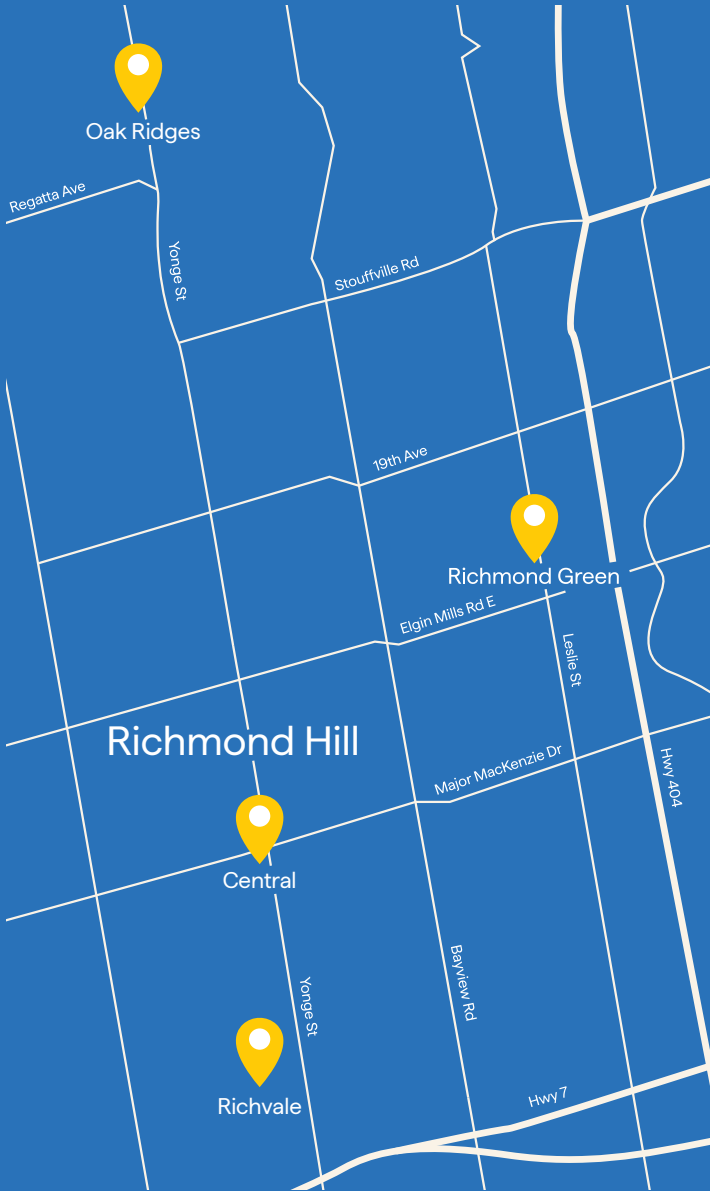 Oak Ridges
Regatta Ave
Yonge St
Stouffville Rd
19th Ave
Richmond Green
Elgin Mills Rd E
Leslie St
Richmond Hill
Major MacKenzie Dr
Hwy 404
Central
Bayview Rd
Yonge St
Richvale
Hwy 7